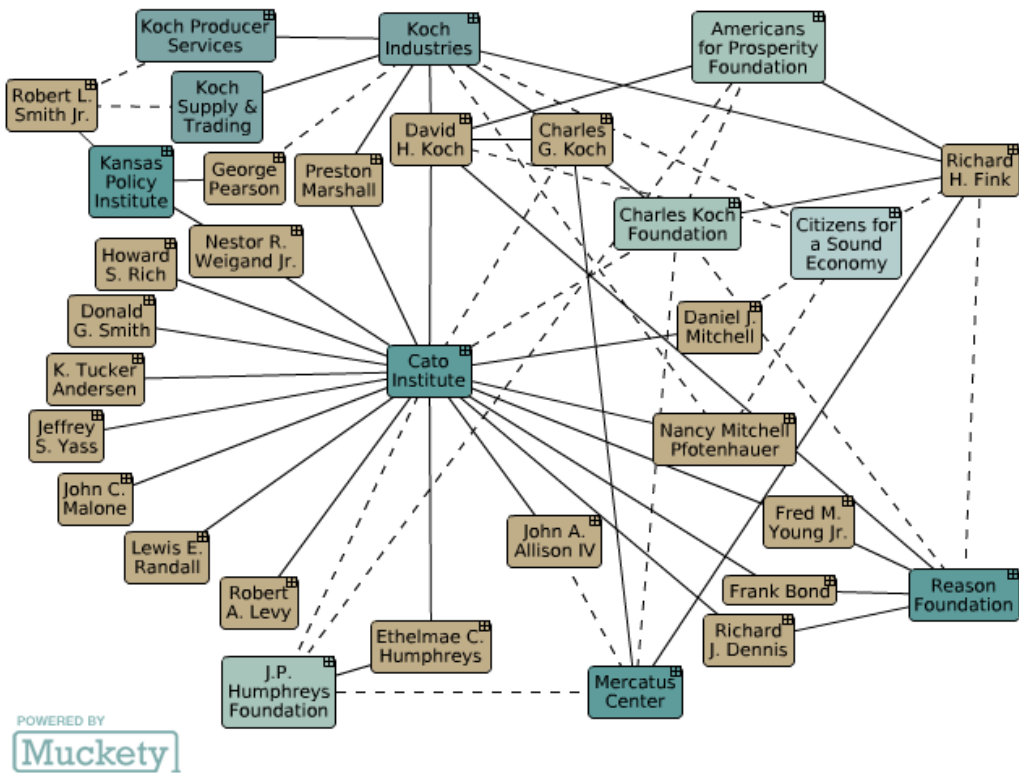 Koch Producer
Services
Koch
Industries
Americans
for Prosperity
Foundation
Robert L.
Smith Jr.
Koch
Supply &
Trading
David
H. Koch
Charles
G. Koch
Kansas
Policy
Institute
George
Pearson
Preston
Marshall
Richard
H. Fink
Charles Koch
Foundation
Citizens for
a Sound
Economy
Nestor R.
Weigand Jr.
Howard
S. Rich
Donald
G. Smith
Daniel J.
Mitchell
K. Tucker
Andersen
Cato
Institute
Jeffrey
S. Yass
Nancy Mitchell
Pfotenhauer
John C.
Malone
Fred M.
Young Jr.
Lewis E.
Randall
John A.
Allison IV
Robert
A. Levy
Frank Bond
Reason
Foundation
Ethelmae C.
Humphreys
Richard
J. Dennis
J.P.
Humphreys
Foundation
Mercatus
Center
POWERED BY
Muckety